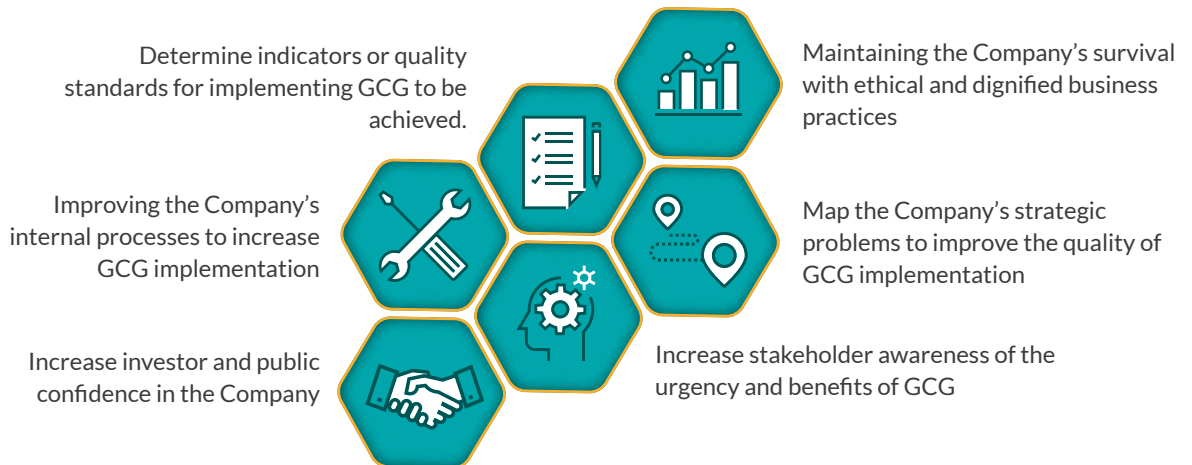 Determine indicators or quality
standards for implementing GCG to be
achieved.
Maintaining the Company’s survival
with ethical and dignified business
practices
Improving the Company’s
internal processes to increase
GCG implementation
Map the Company’s strategic
problems to improve the quality of
GCG implementation
Increase investor and public
confidence in the Company
Increase stakeholder awareness of the
urgency and benefits of GCG